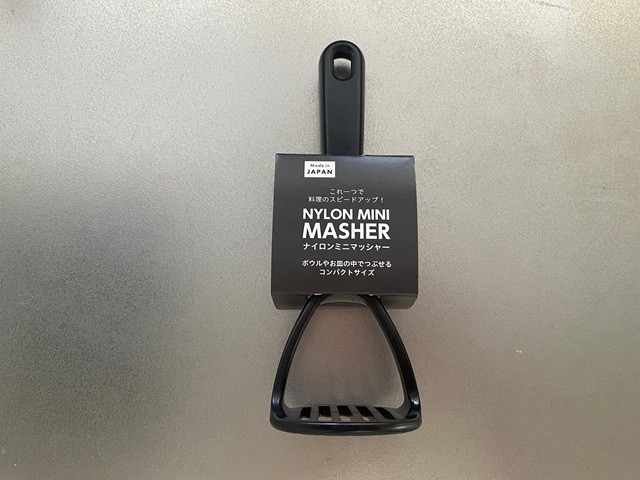 Made in
JAPAN
これ一つで
料理のスピードアップ!
NYLON MINI
MASHER
ナイロンミニマッシャー
ボウルやお皿の中でつぶせる
コンパクトサイズ